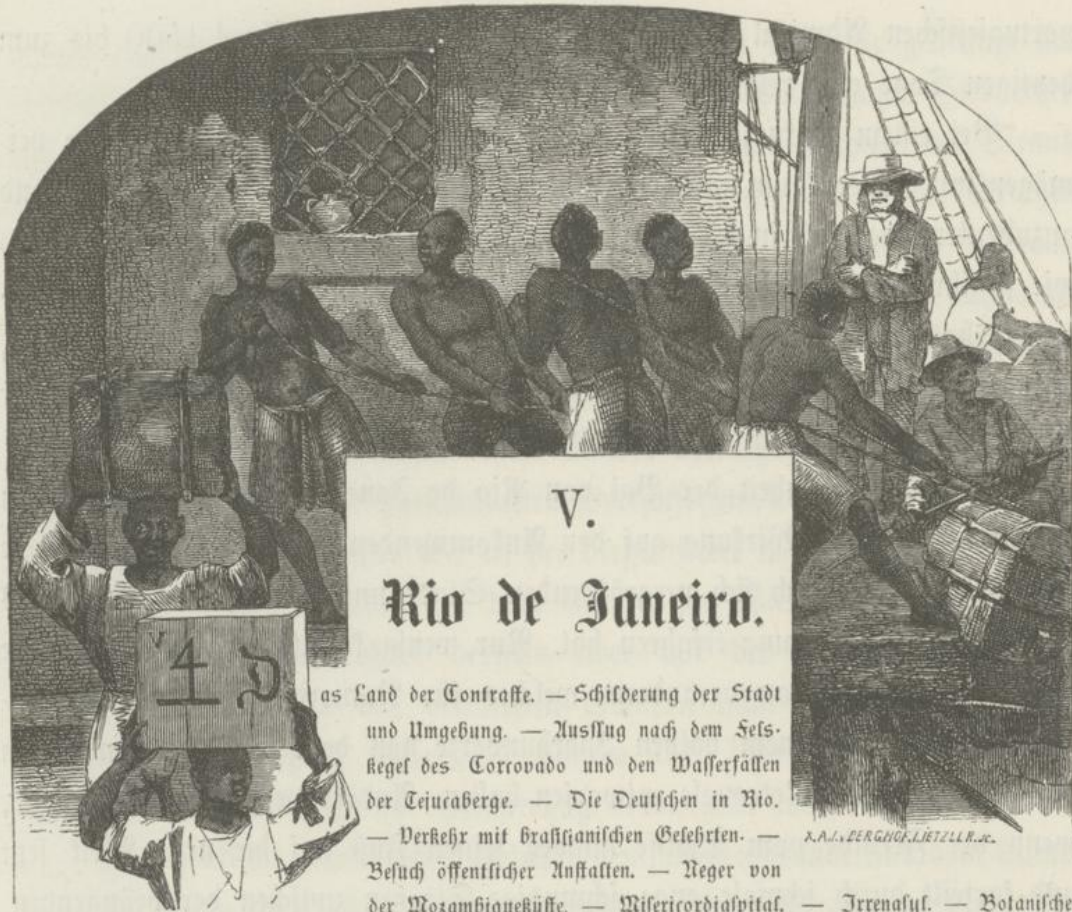 V.
Rio de Janeiro.
V
4 D
as Land der Contraste. — Schilderung der Stadt
und Umgebung. — Ausflug nach dem Fels-
kegel des Corcovado und den Wasserfällen
der Tejucaberge. — Die Deutschen in Rio.
— Verkehr mit brasilianischen Gelehrten. —
Besuch öffentlicher Anstalten. — Neger von
der Mozambiqueküste. — Misericordiaspital. — Irrenasyl. — Botanische